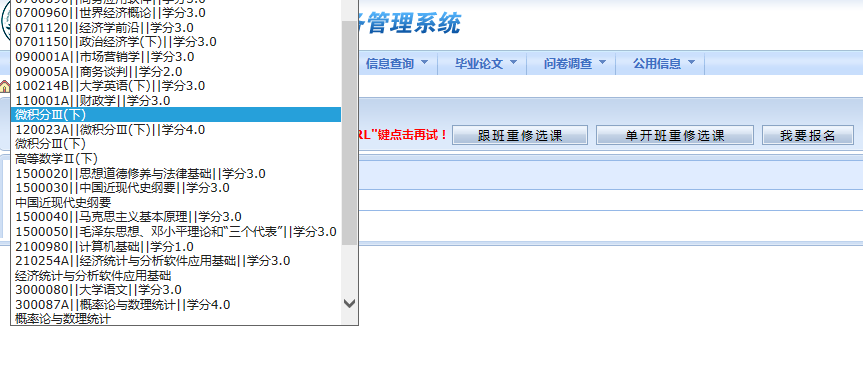 0700960||世界经济概论||学分3.0
0701120||经济学前沿||学分3.0
0701150||政治经济学(下)||学分3.0
090001A||市场营销学||学分3.0
090005A||商务谈判||学分2.0
100214B||大学英语(下)||学分3.0
110001A||财政学||学分3.0
微积分Ⅲ(下)
120023A||微积分Ⅲ(下)||学分4.0
微积分Ⅲ(下)
高等数学Ⅱ(下)
1500020||思想道德修养与法律基础||学分3.0
1500030||中国近现代史纲要||学分3.0
中国近现代史纲要
1500040||马克思主义基本原理||学分3.0
1500050||毛泽东思想、邓小平理论和“三个代表”||学分3.0
2100980||计算机基础||学分1.0
210254A||经济统计与分析软件应用基础||学分3.0
经济统计与分析软件应用基础
3000080||大学语文||学分3.0
300087A||概率论与数理统计||学分4.0
概率论与数理统计
管理系统
信息查询 毕业论文 问卷调查 公用信息
RL"键点击再试！ 跟班重修选课 单开班重修选课 我要报名